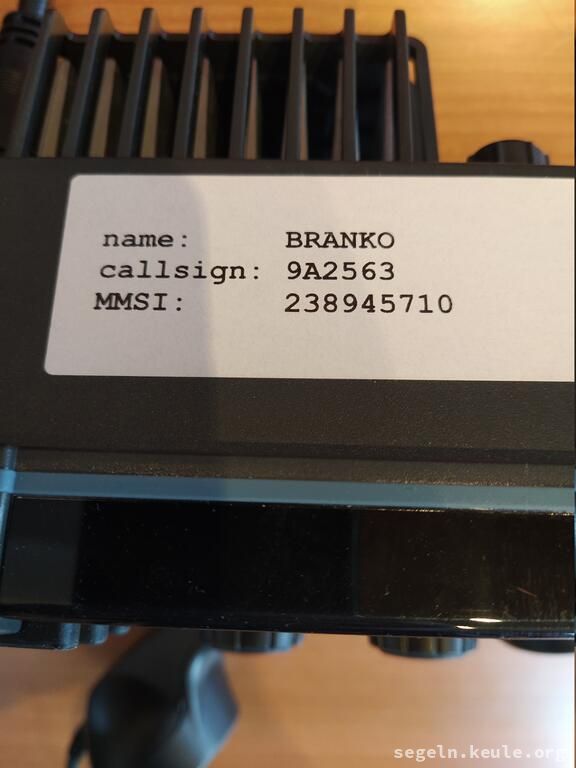 name: BRANKO
callsign: 9A2563
MMSI: 238945710
segeln.keule.org